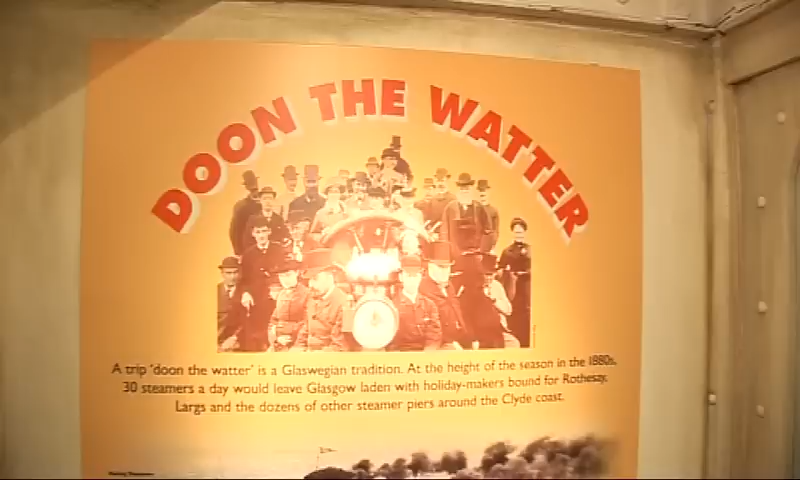 DOON THE WATTER
A trip 'doon the watter' is a Glaswegian tradition. At the height of the season in the 1880s,
30 steamers a day would leave Glasgow laden with holiday-makers bound for Rothesay,
Largs and the dozens of other steamer piers around the Clyde coast.